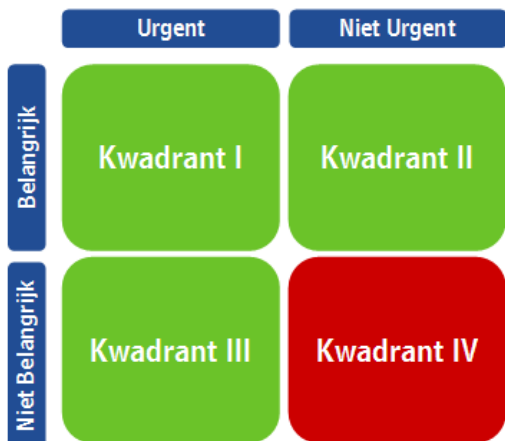 Urgent
Niet Urgent
Belangrijk
Kwadrant I
Kwadrant II
Niet Belangrijk
Kwadrant III
Kwadrant IV